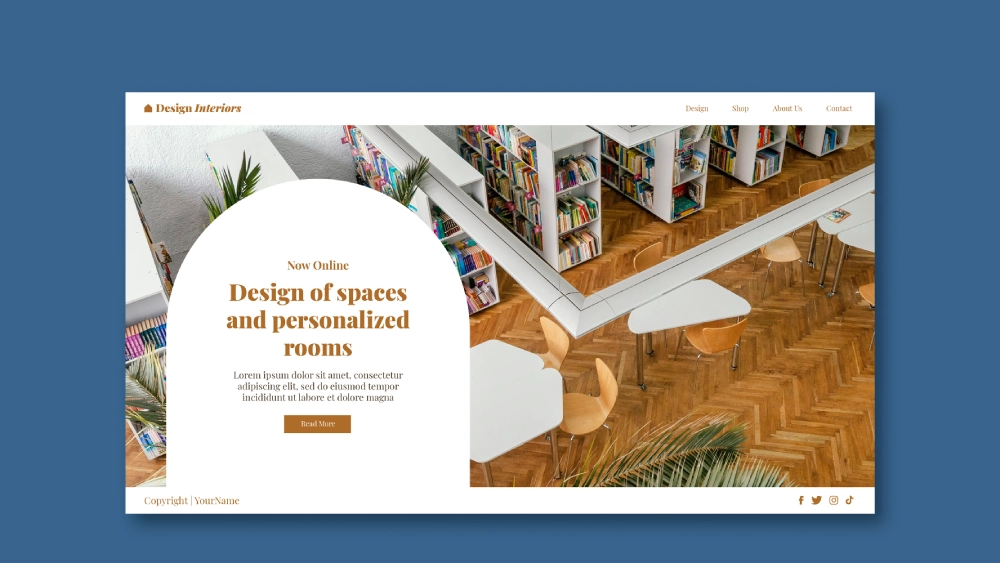 Design Interiors
Design Shop About Us Contact
Now Online
Design of spaces
and personalized
rooms
Lorem ipsum dolor sit amet, consectetur
adipiscing elit, sed do eiusmod tempor
incididunt ut labore et dolore magna
Read More
Copyright | YourName